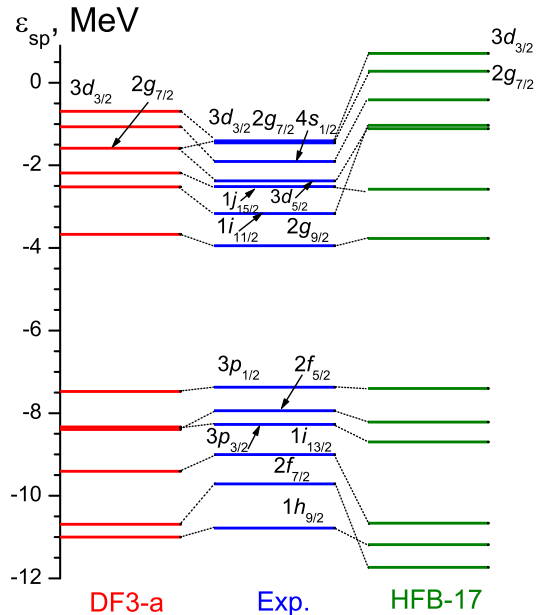 ε_sp, MeV
3d_3/2
2g_7/2
0
3d_3/2 2g_7/2
3d_3/2 2g_7/2 4s_1/2
-2
1j_15/2 3d_5/2
1i_11/2 2g_9/2
-4
-6
3p_1/2 2f_5/2
-8
3p_3/2 1i_13/2
2f_7/2
-10
1h_9/2
-12
DF3-a Exp. HFB-17